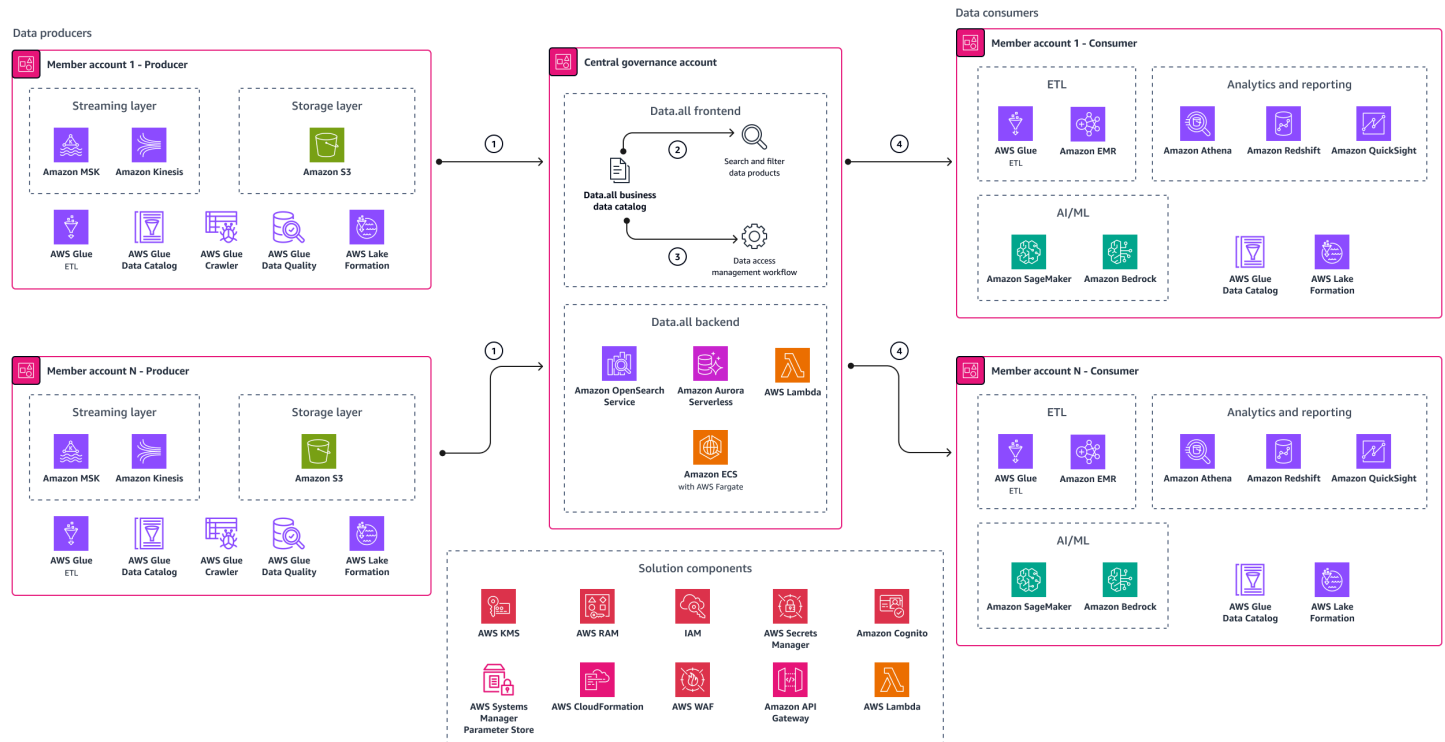 Data producers
Member account 1 - Producer
Streaming layer
Amazon MSK
Amazon Kinesis
Storage layer
Amazon S3
AWS Glue
ETL
AWS Glue
Data Catalog
AWS Glue
Crawler
AWS Glue
Data Quality
AWS Lake
Formation
Member account N - Producer
Streaming layer
Amazon MSK
Amazon Kinesis
Storage layer
Amazon S3
AWS Glue
ETL
AWS Glue
Data Catalog
AWS Glue
Crawler
AWS Glue
Data Quality
AWS Lake
Formation
1
1
Central governance account
Data.all frontend
2
Search and filter
data products
Data.all business
data catalog
3
Data access
management workflow
Data.all backend
Amazon OpenSearch
Service
Amazon Aurora
Serverless
AWS Lambda
Amazon ECS
with AWS Fargate
Solution components
AWS KMS
AWS RAM
IAM
AWS Secrets
Manager
Amazon Cognito
AWS Systems
Manager
Parameter Store
AWS CloudFormation
AWS WAF
Amazon API
Gateway
AWS Lambda
4
4
Data consumers
Member account 1 - Consumer
ETL
AWS Glue
ETL
Amazon EMR
Analytics and reporting
Amazon Athena
Amazon Redshift
Amazon QuickSight
AI/ML
Amazon SageMaker
Amazon Bedrock
AWS Glue
Data Catalog
AWS Lake
Formation
Member account N - Consumer
ETL
AWS Glue
ETL
Amazon EMR
Analytics and reporting
Amazon Athena
Amazon Redshift
Amazon QuickSight
AI/ML
Amazon SageMaker
Amazon Bedrock
AWS Glue
Data Catalog
AWS Lake
Formation